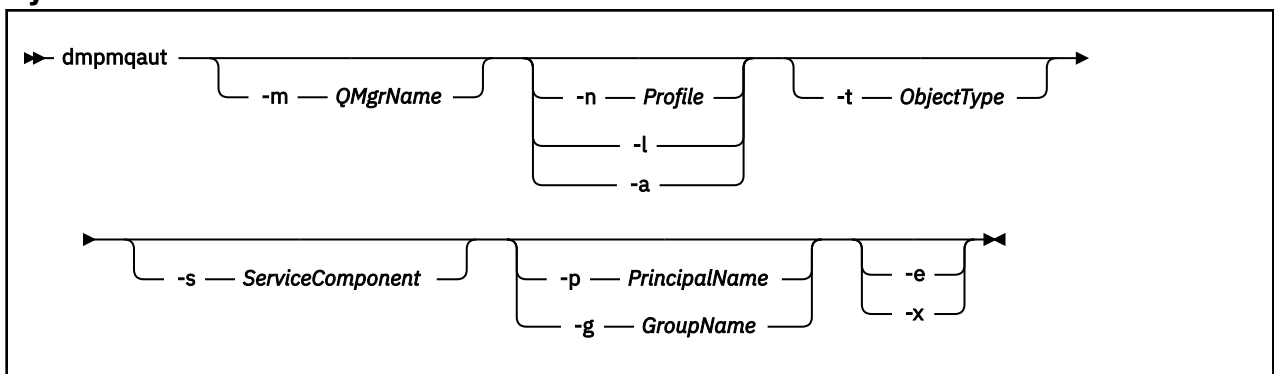 dmpmqaut -m QMgrName -n Profile -t ObjectType
-l
-a
-s ServiceComponent -p PrincipalName -e
-g GroupName -x